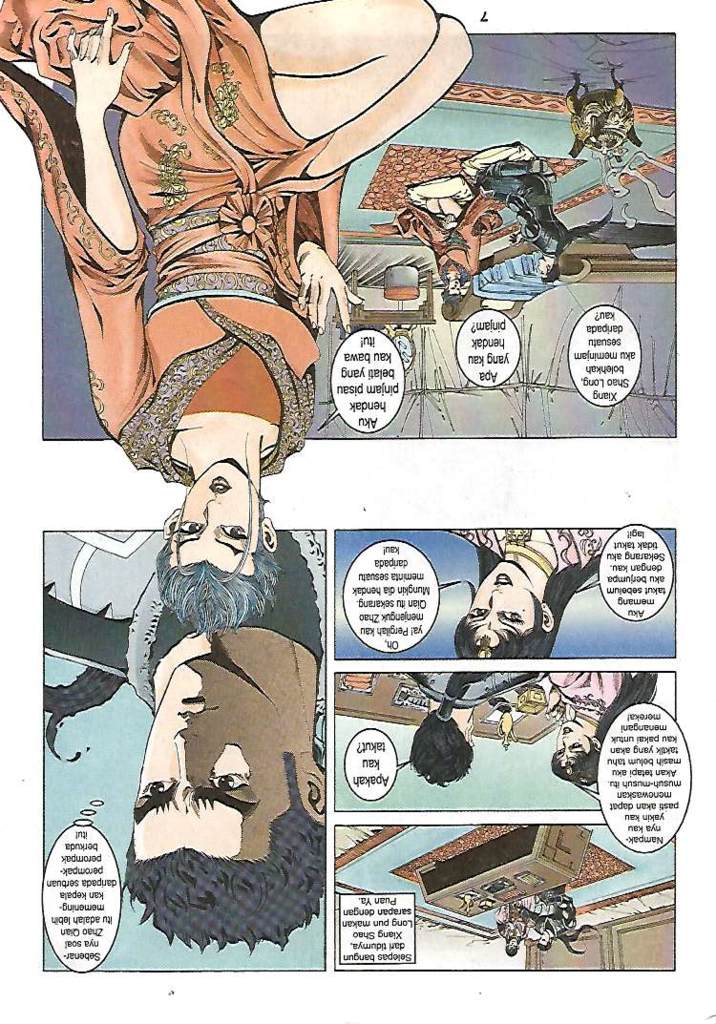 Selepas bangun
dari tidurnya,
Xiang Shao
Long pun makan
sarapan dengan
Puan Ya.
Nampak-
nya kau
yakin kau
pasti akan dapat
menewaskan
musuh-musuh itu
Akan tetapi aku
masih belum tahu
taktik yang akan
kau pakai untuk
menangani
mereka!
Apakah
kau
takut?
Aku
memang
takut sebelum
aku berjumpa
dengan kau.
Sekarang aku
tidak takut
lagi!
Oh,
ya! Pergilah kau
menjenguk Zhao
Qian itu sekarang.
Mungkin dia hendak
meminta sesuatu
daripada
kau!
Sebenar-
nya soal
Zhao Qian
itu adalah lebih
memening-
kan kepala
daripada serbuan
perompak-
perompak
berkuda
itu!
Xiang
Shao Long,
bolehkah
aku meminjam
sesuatu
daripada
kau?
Apa
yang kau
hendak
pinjam?
Aku
hendak
pinjam pisau
belati yang
kau bawa
itu!
7